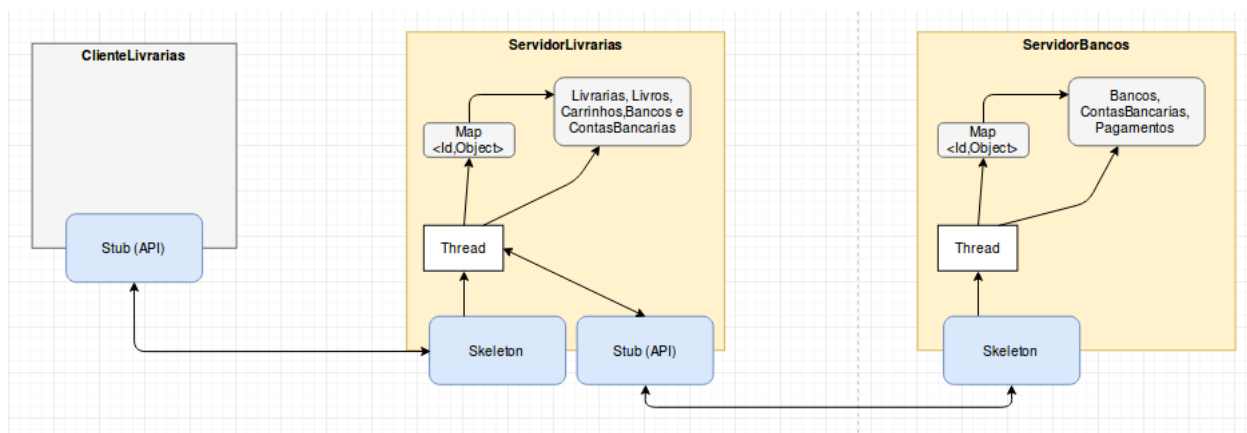 ClienteLivrarias
Stub (API)
ServidorLivrarias
Livrarias, Livros,
Carrinhos,Bancos e
ContasBancarias
Map
<Id,Object>
Thread
Skeleton
Stub (API)
ServidorBancos
Bancos,
ContasBancarias,
Pagamentos
Map
<Id,Object>
Thread
Skeleton